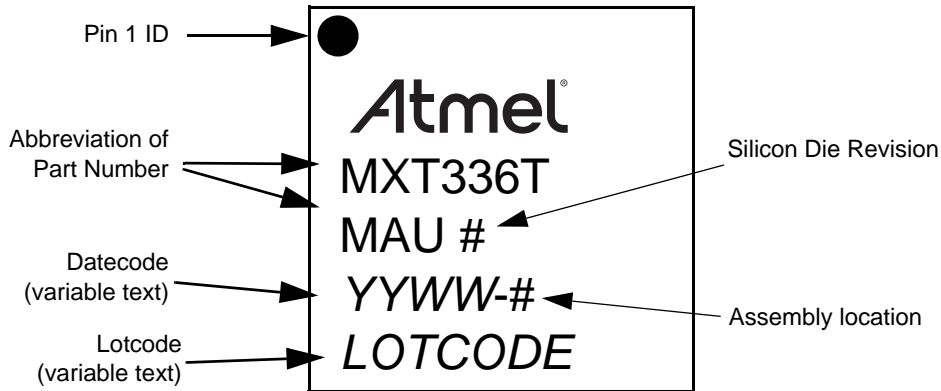 Pin 1 ID
Atmel®
Abbreviation of
Part Number
MXT336T
Silicon Die Revision
MAU #
Datecode
(variable text)
YYWW-#
Assembly location
Lotcode
(variable text)
LOTCODE